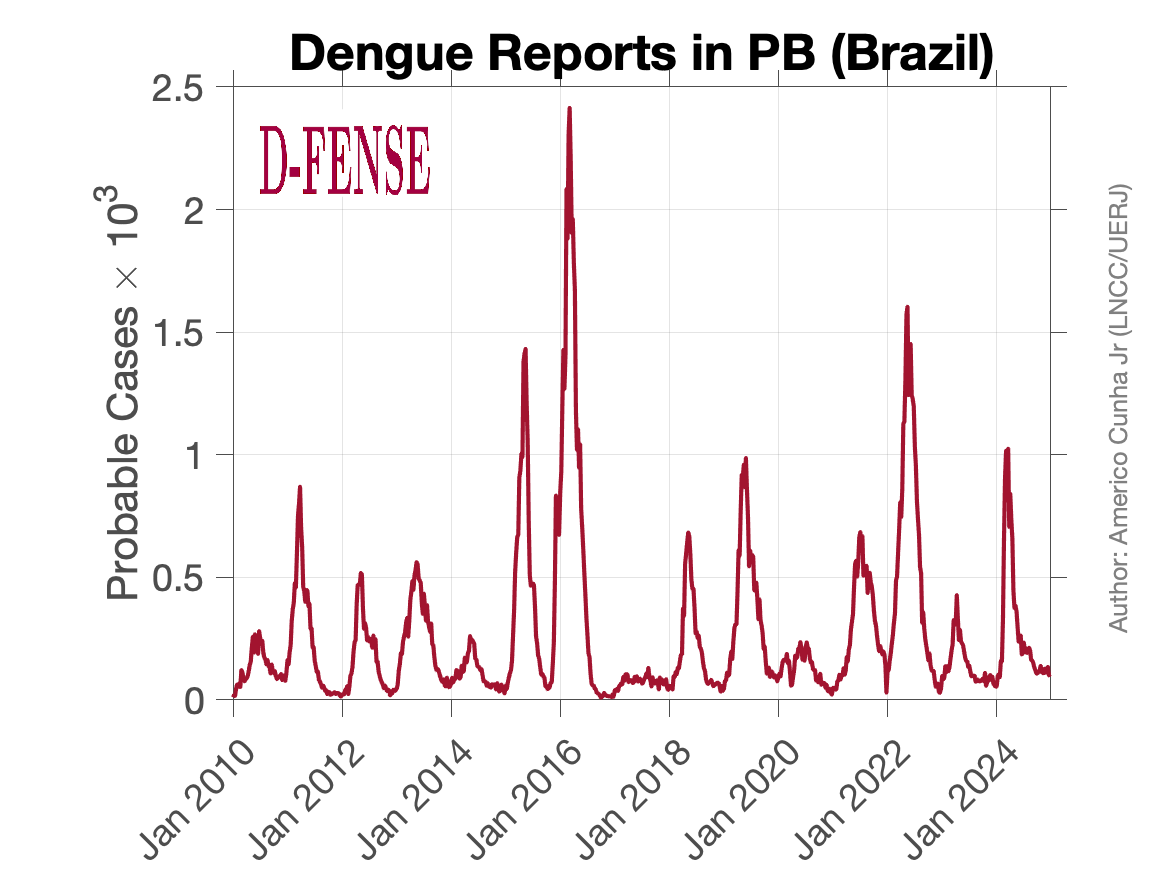 Dengue Reports in PB (Brazil)
D-FENSE
Probable Cases × 10³
2.5
2
1.5
1
0.5
0
Jan 2010
Jan 2012
Jan 2014
Jan 2016
Jan 2018
Jan 2020
Jan 2022
Jan 2024
Author: Americo Cunha Jr (LNCC/UERJ)